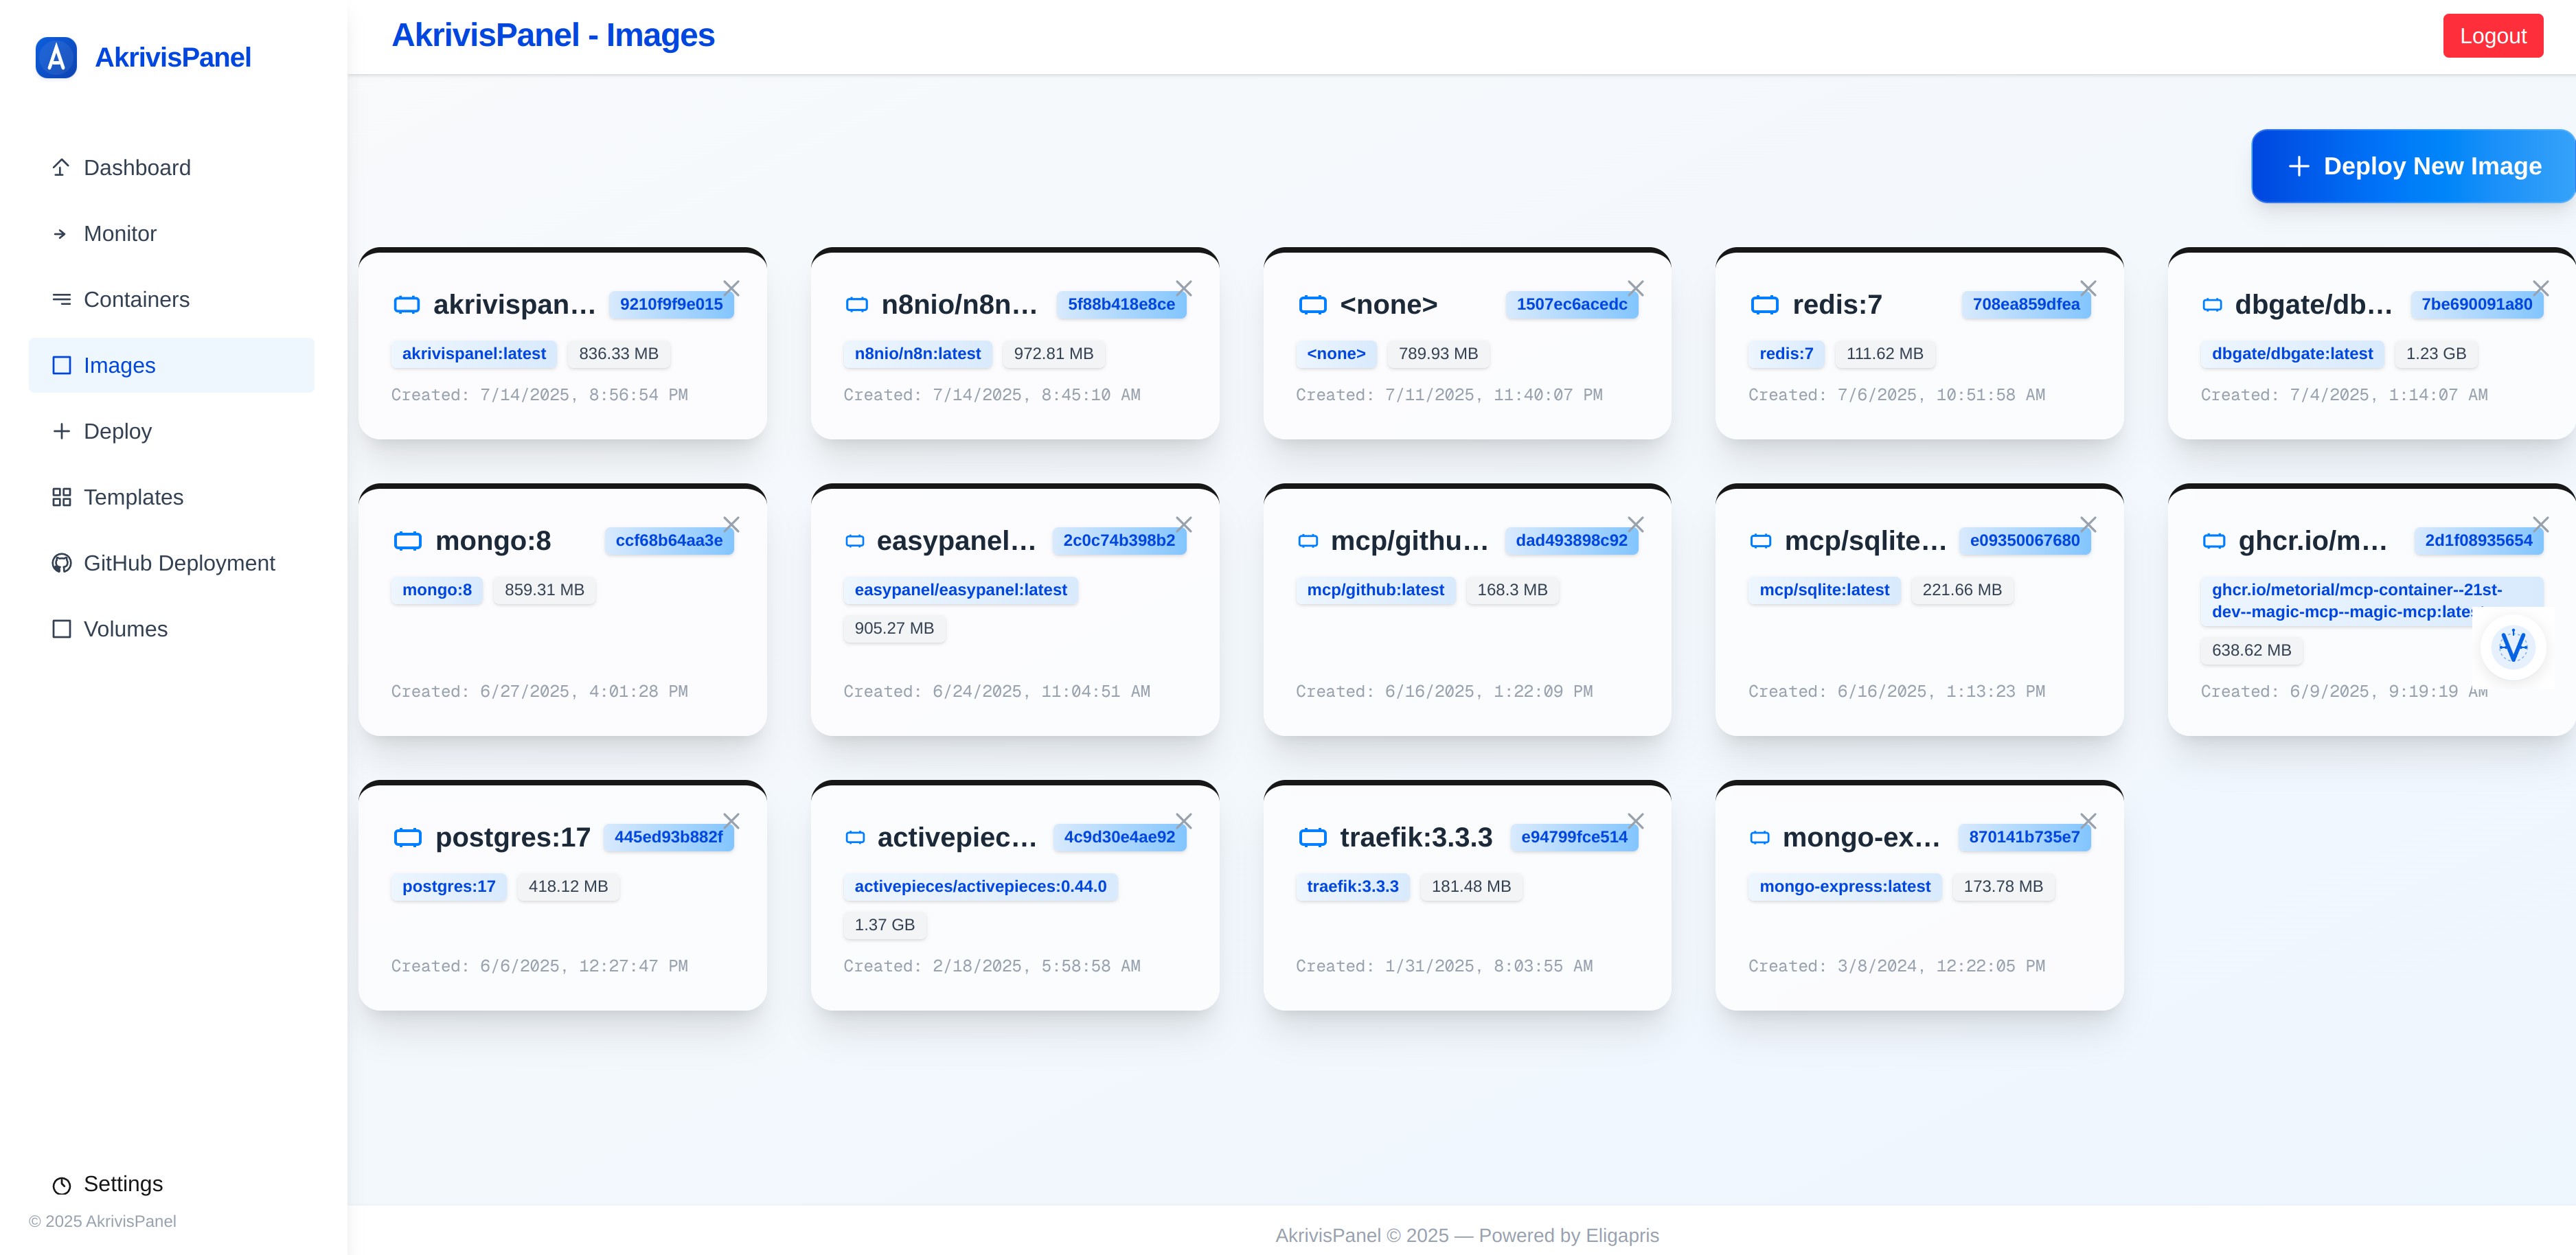 AkrivisPanel
Dashboard
Monitor
Containers
Images
Deploy
Templates
GitHub Deployment
Volumes
Settings
© 2025 AkrivisPanel
AkrivisPanel - Images
Logout
Deploy New Image
akrivispan... 9210f9f9e015
akrivispanel:latest 836.33 MB
Created: 7/14/2025, 8:56:54 PM
n8nio/n8n... 5f88b418e8ce
n8nio/n8n:latest 972.81 MB
Created: 7/14/2025, 8:45:10 AM
<none> 1507ec6acedc
<none> 789.93 MB
Created: 7/11/2025, 11:40:07 PM
redis:7 708ea859dfea
redis:7 111.62 MB
Created: 7/6/2025, 10:51:58 AM
dbgate/db... 7be690091a80
dbgate/dbgate:latest 1.23 GB
Created: 7/4/2025, 1:14:07 AM
mongo:8 ccf68b64aa3e
mongo:8 859.31 MB
Created: 6/27/2025, 4:01:28 PM
easypanel... 2c0c74b398b2
easypanel/easypanel:latest
905.27 MB
Created: 6/24/2025, 11:04:51 AM
mcp/githu... dad493898c92
mcp/github:latest 168.3 MB
Created: 6/16/2025, 1:22:09 PM
mcp/sqlite... e09350067680
mcp/sqlite:latest 221.66 MB
Created: 6/16/2025, 1:13:23 PM
ghcr.io/m... 2d1f08935654
ghcr.io/metorial/mcp-container--21st-
dev--magic-mcp--magic-mcp:latest
638.62 MB
Created: 6/9/2025, 9:19:19 AM
postgres:17 445ed93b882f
postgres:17 418.12 MB
Created: 6/6/2025, 12:27:47 PM
activepiec... 4c9d30e4ae92
activepieces/activepieces:0.44.0
1.37 GB
Created: 2/18/2025, 5:58:58 AM
traefik:3.3.3 e94799fce514
traefik:3.3.3 181.48 MB
Created: 1/31/2025, 8:03:55 AM
mongo-ex... 870141b735e7
mongo-express:latest 173.78 MB
Created: 3/8/2024, 12:22:05 PM
AkrivisPanel © 2025 — Powered by Eligapris